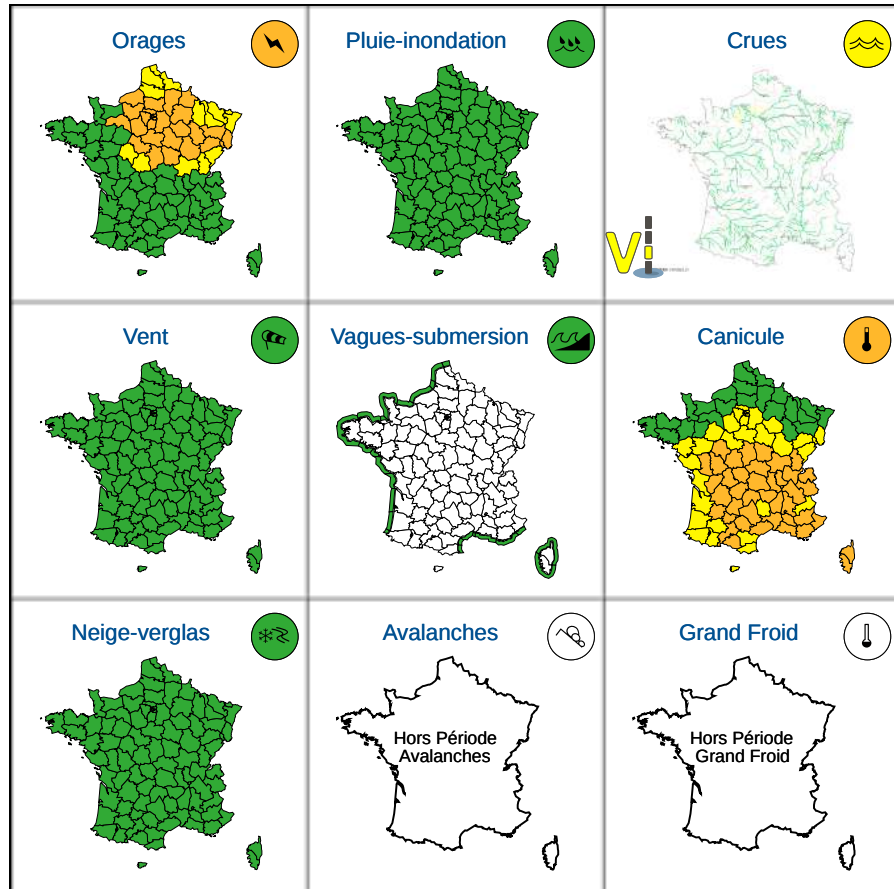 Orages
Pluie-inondation
Crues
Vi
Vent
Vagues-submersion
Canicule
Neige-verglas
Avalanches
Grand Froid
Hors Période
Avalanches
Hors Période
Grand Froid